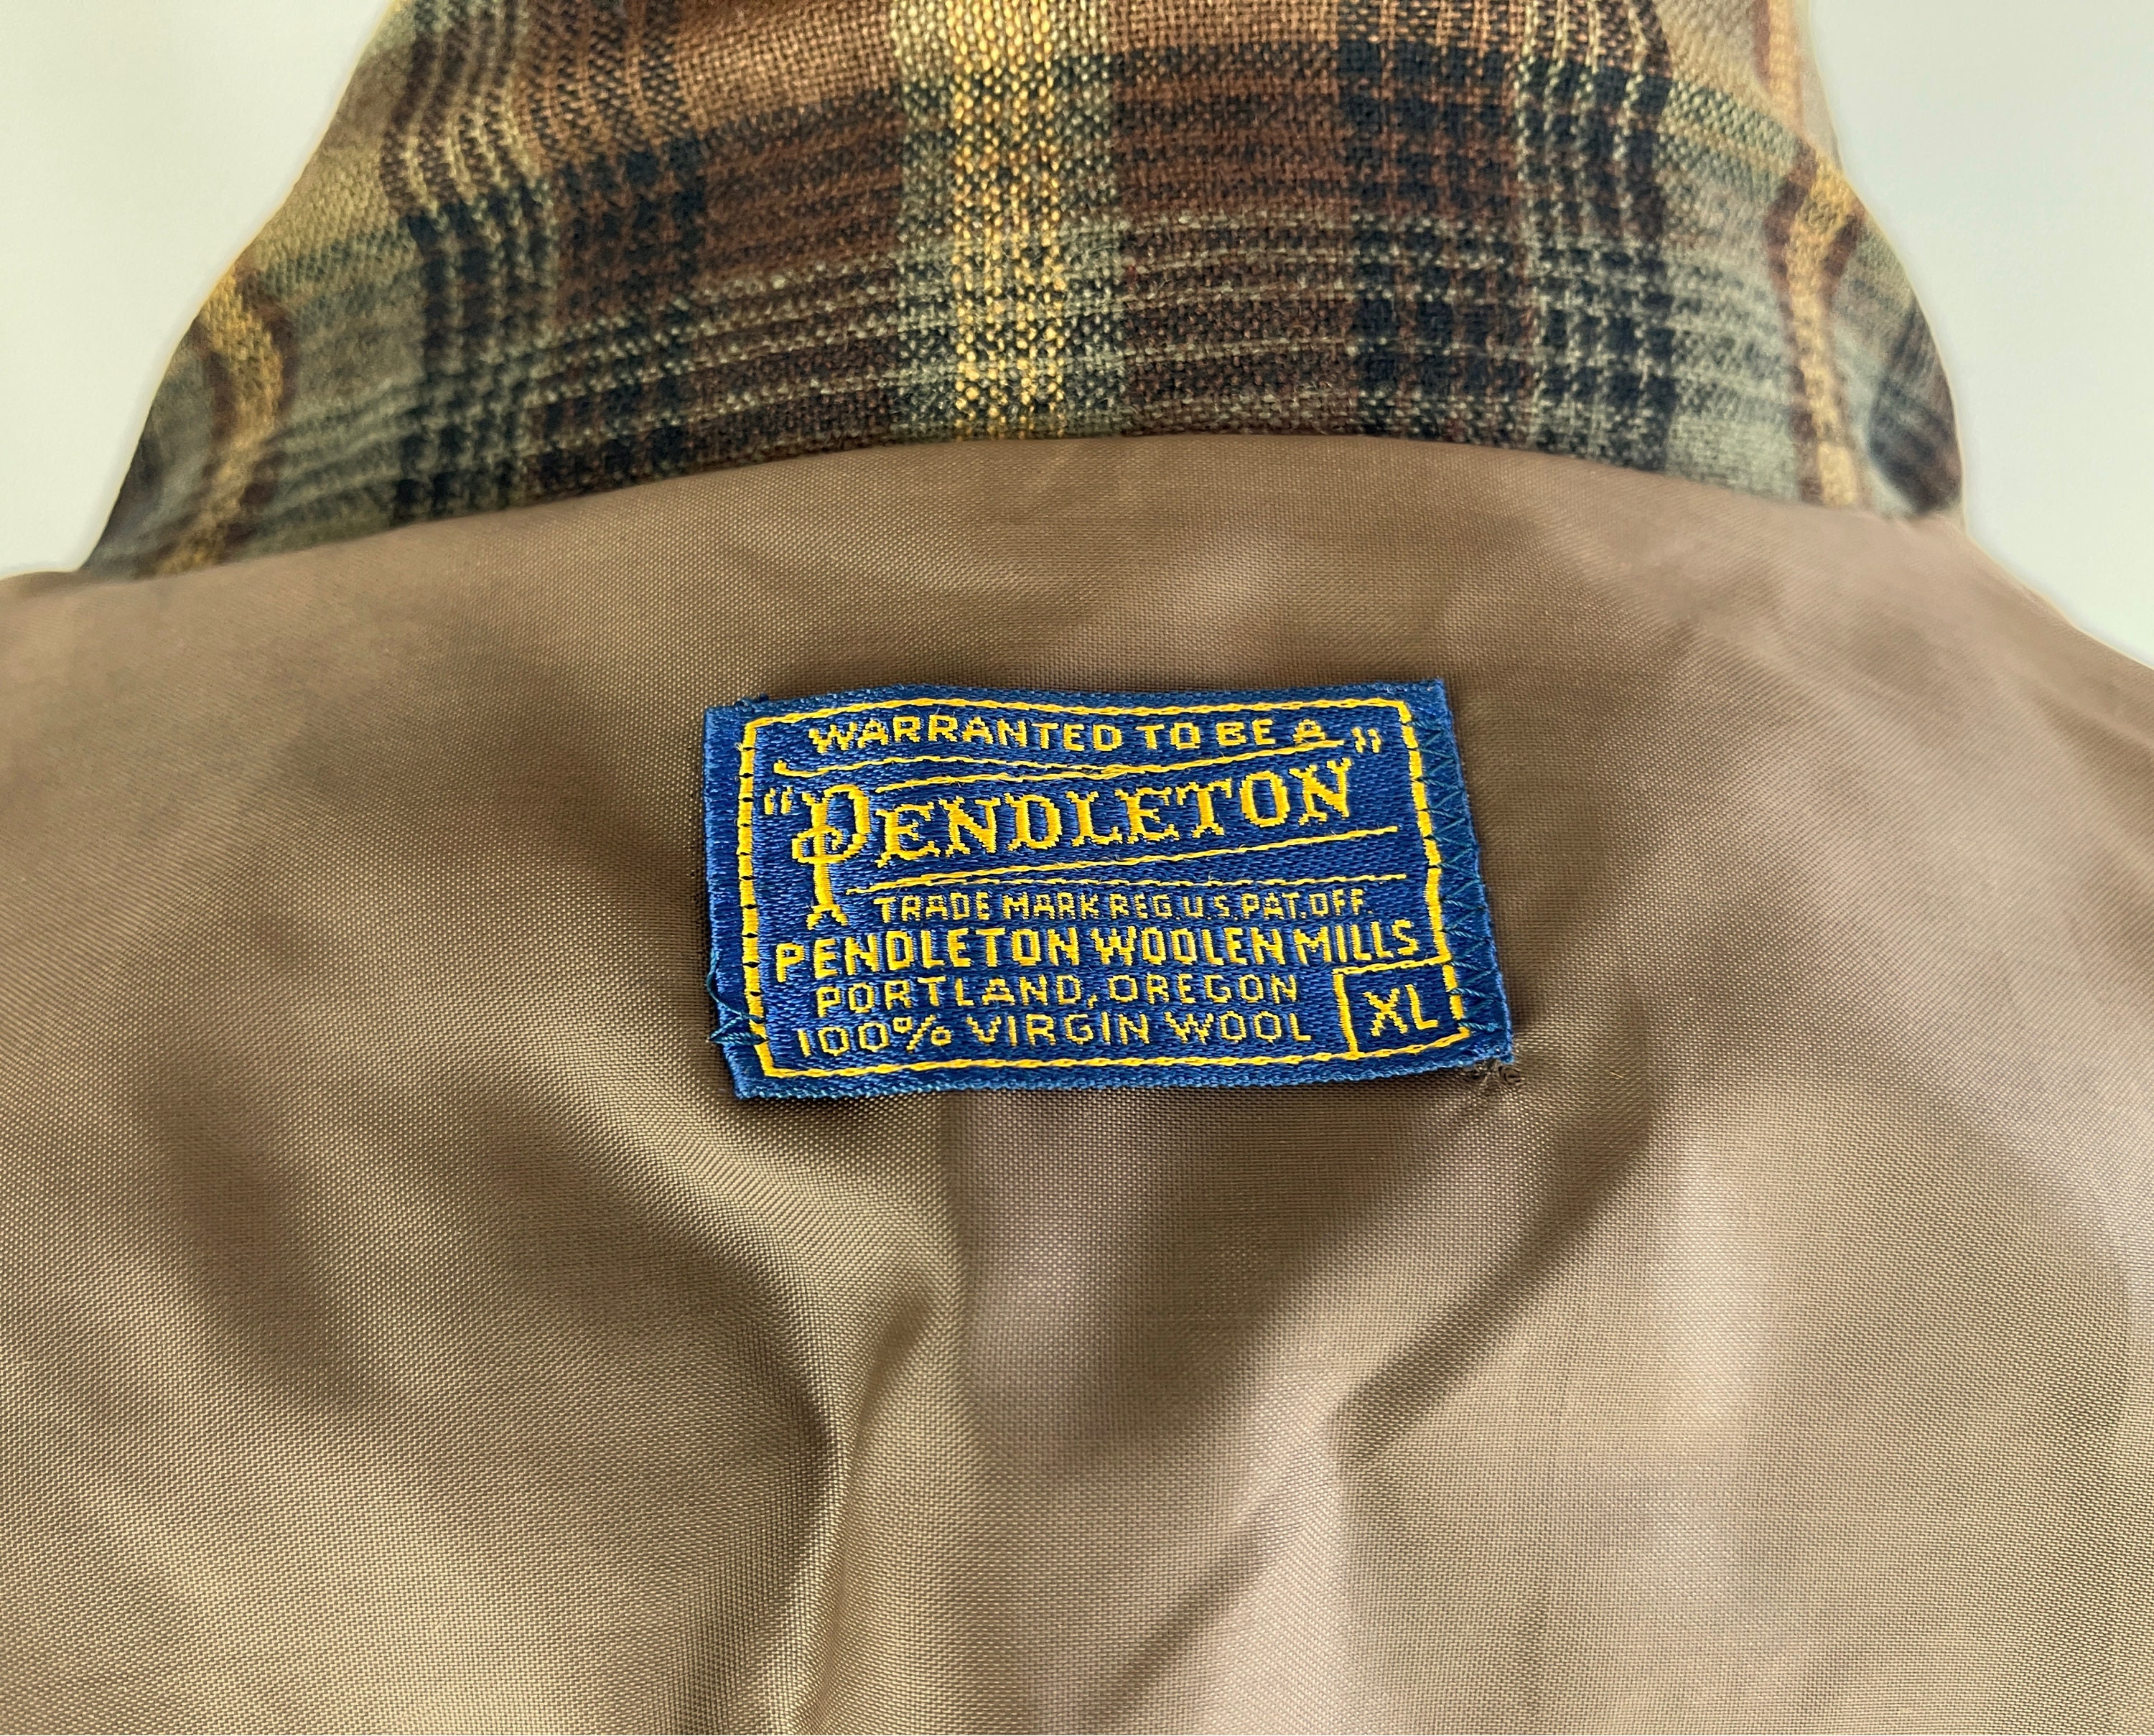 WARRANTED TO BE A
"PENDLETON"
TRADE MARK REG. U.S. PAT. OFF.
PENDLETON WOOLEN MILLS
PORTLAND, OREGON
100% VIRGIN WOOL
XL